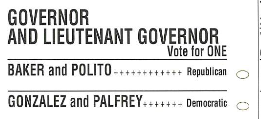 GOVERNOR
AND LIEUTENANT GOVERNOR
Vote for ONE
BAKER and POLITO++++++++++++ Republican
GONZALEZ and PALFREY+++++++ Democratic